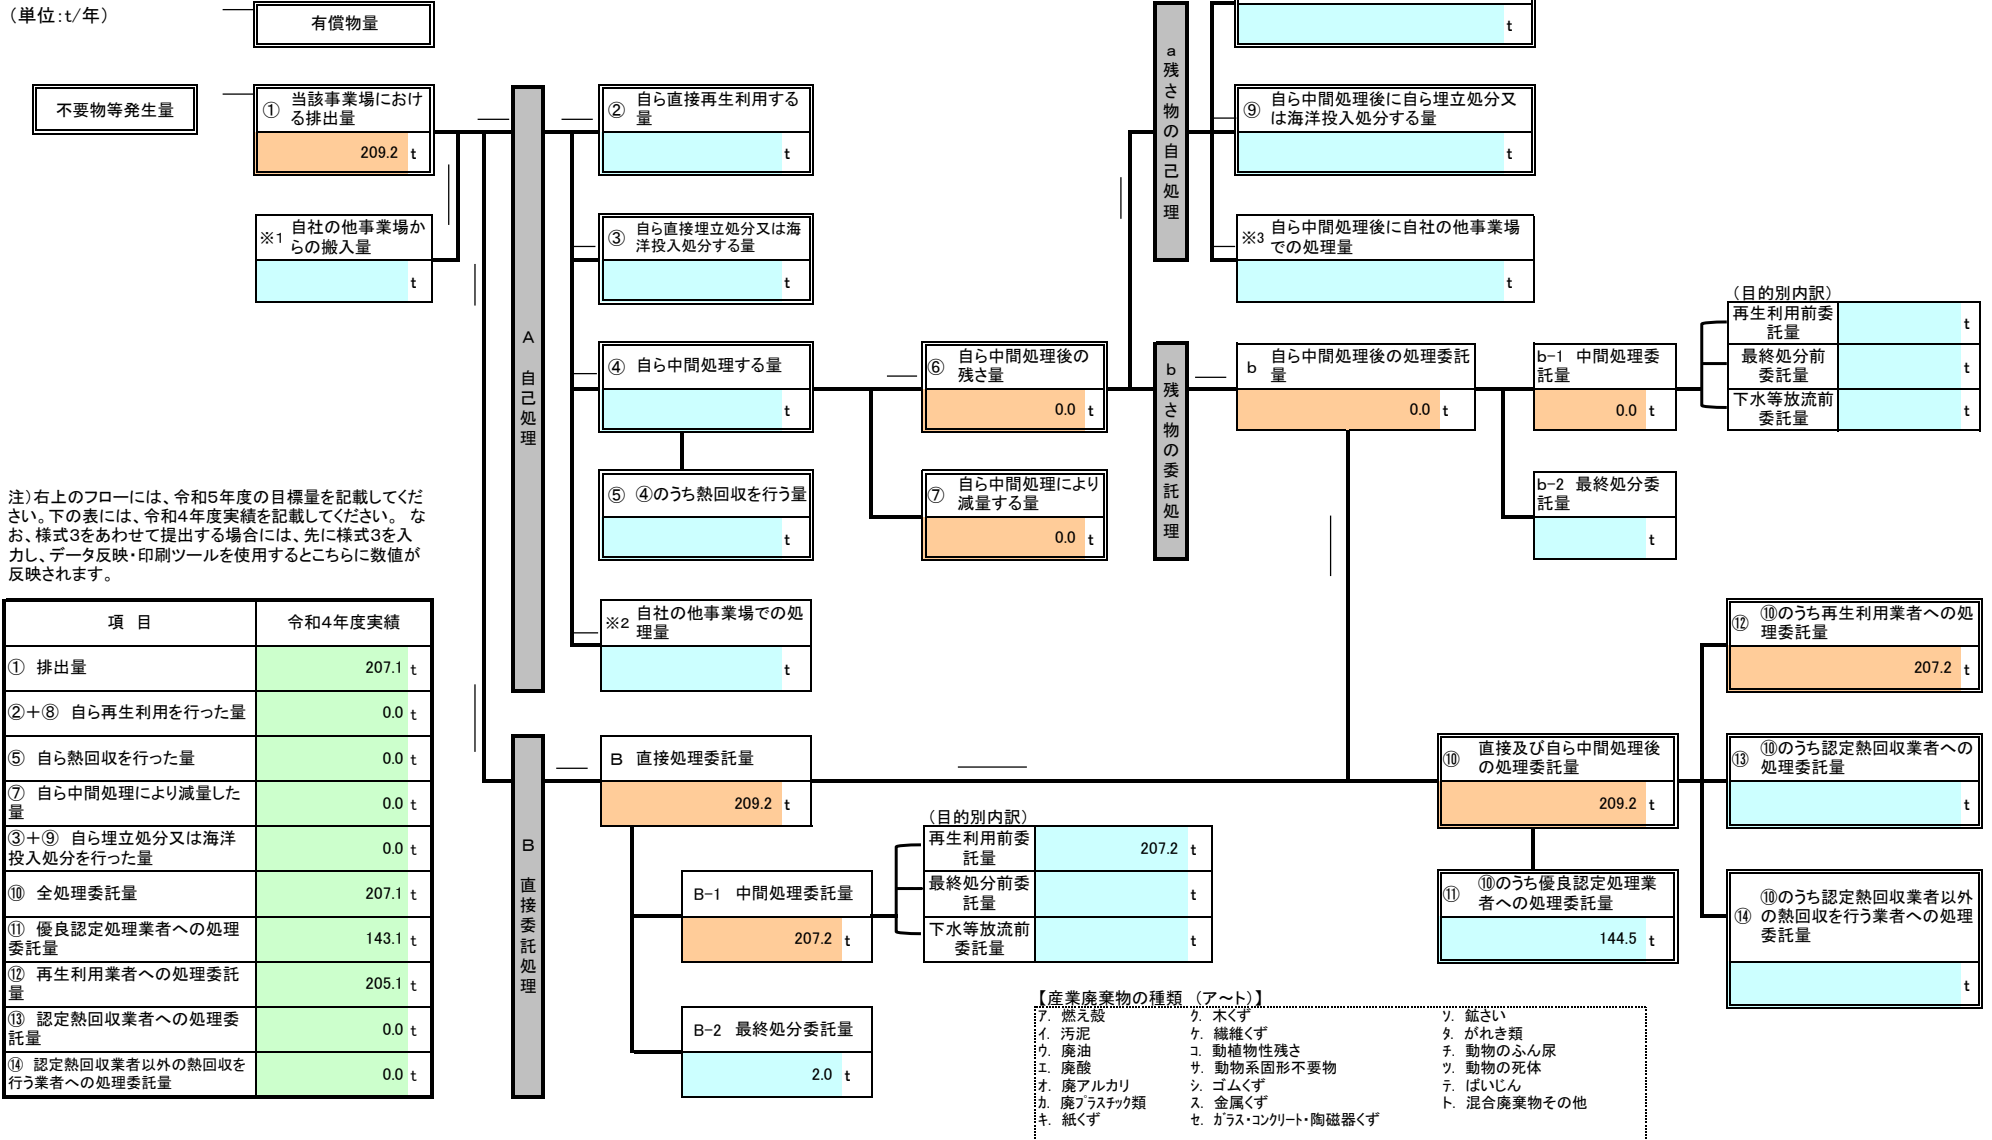 （単位:t/年）
有償物量
t
不要物等発生量
① 当該事業場におけ
る排出量
209.2 t
※1 自社の他事業場か
らの搬入量
t
A 自己処理
② 自ら直接再生利用する
量
t
③ 自ら直接埋立処分又は海
洋投入処分する量
t
④ 自ら中間処理する量
t
⑤ ④のうち熱回収を行う量
t
※2 自社の他事業場での処
理量
t
⑥ 自ら中間処理後の
残さ量
0.0 t
⑦ 自ら中間処理により
減量する量
0.0 t
a 残さ物の自己処理
⑨ 自ら中間処理後に自ら埋立処分又
は海洋投入処分する量
t
※3 自ら中間処理後に自社の他事業場
での処理量
t
b 残さ物の委託処理
b 自ら中間処理後の処理委託
量
0.0 t
b-1 中間処理委
託量
0.0 t
（目的別内訳）
再生利用前委
託量
t
最終処分前
委託量
t
下水等放流前
委託量
t
b-2 最終処分委
託量
t
注）右上のフローには、令和5年度の目標量を記載してくだ
さい。下の表には、令和4年度実績を記載してください。 な
お、様式3をあわせて提出する場合には、先に様式3を入
力し、データ反映・印刷ツールを使用するとこちらに数値が
反映されます。
項 目 令和4年度実績
① 排出量 207.1 t
②＋⑧ 自ら再生利用を行った量 0.0 t
⑤ 自ら熱回収を行った量 0.0 t
⑦ 自ら中間処理により減量した
量 0.0 t
③＋⑨ 自ら埋立処分又は海洋
投入処分を行った量 0.0 t
⑩ 全処理委託量 207.1 t
⑪ 優良認定処理業者への処理
委託量 143.1 t
⑫ 再生利用業者への処理委託
量 205.1 t
⑬ 認定熱回収業者への処理委
託量 0.0 t
⑭ 認定熱回収業者以外の熱回収を
行う業者への処理委託量 0.0 t
B 直接委託処理
B 直接処理委託量
209.2 t
B-1 中間処理委託量
207.2 t
（目的別内訳）
再生利用前委
託量
207.2 t
最終処分前委
託量
t
下水等放流前
委託量
t
B-2 最終処分委託量
2.0 t
⑩ 直接及び自ら中間処理後
の処理委託量
209.2 t
⑪ ⑩のうち優良認定処理業
者への処理委託量
144.5 t
⑫ ⑩のうち再生利用業者への処
理委託量
207.2 t
⑬ ⑩のうち認定熱回収業者への
処理委託量
t
⑭ ⑩のうち認定熱回収業者以外
の熱回収を行う業者への処理
委託量
t
【産業廃棄物の種類 （ア～ト）】
ア. 燃え殻 ク. 木くず ソ. 鉱さい
イ. 汚泥 ケ. 繊維くず タ. がれき類
ウ. 廃油 コ. 動植物性残さ チ. 動物のふん尿
エ. 廃酸 サ. 動物系固形不要物 ツ. 動物の死体
オ. 廃アルカリ シ. ゴムくず テ. ばいじん
カ. 廃プラスチック類 ス. 金属くず ト. 混合廃棄物その他
キ. 紙くず セ. ガラス・コンクリート・陶磁器くず